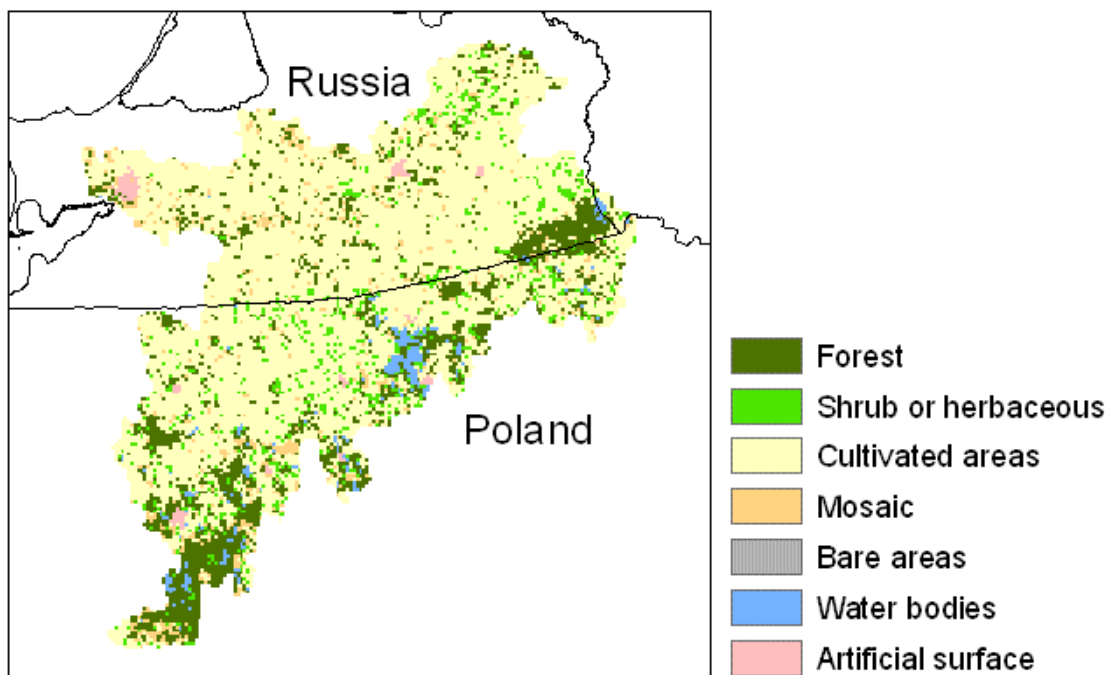 Russia
Poland
Forest
Shrub or herbaceous
Cultivated areas
Mosaic
Bare areas
Water bodies
Artificial surface